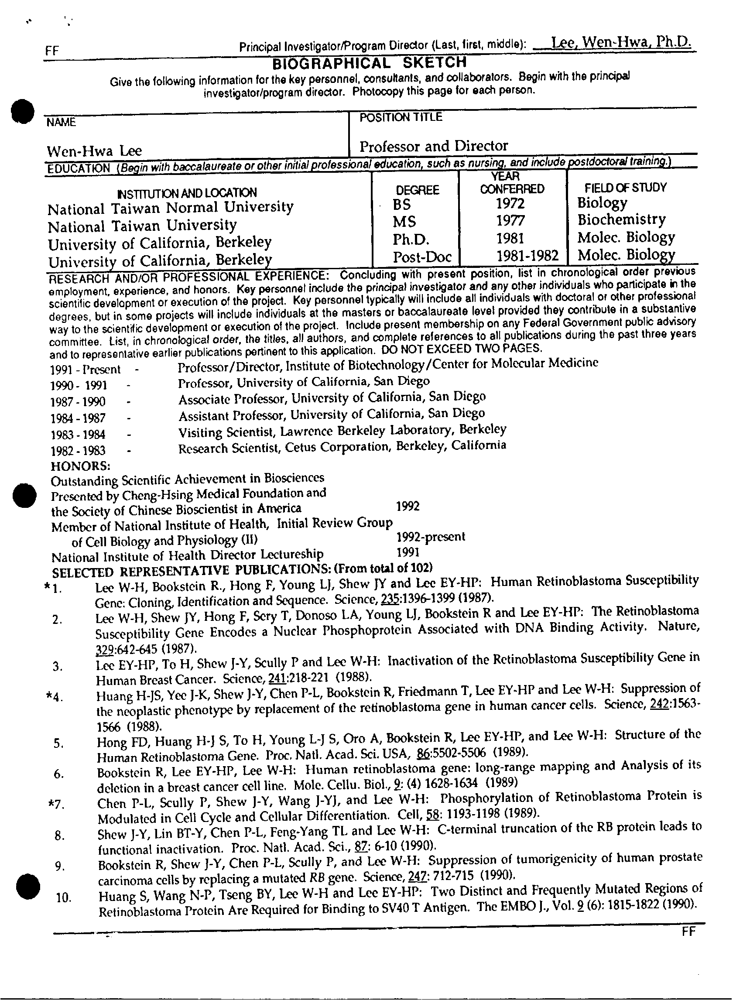 FF Principal Investigator/Program Director (Last, first, middle): Lee, Wen-Hwa, Ph.D.
BIOGRAPHICAL SKETCH
Give the following information for the key personnel, consultants, and collaborators. Begin with the principal
investigator/program director. Photocopy this page for each person.
NAME POSITION TITLE
Wen-Hwa Lee Professor and Director
EDUCATION (Begin with baccalaureate or other initial professional education, such as nursing, and include postdoctoral training.)
INSTITUTION AND LOCATION DEGREE YEAR CONFERRED FIELD OF STUDY
National Taiwan Normal University BS 1972 Biology
National Taiwan University MS 1977 Biochemistry
University of California, Berkeley Ph.D. 1981 Molec. Biology
University of California, Berkeley Post-Doc 1981-1982 Molec. Biology
RESEARCH AND/OR PROFESSIONAL EXPERIENCE: Concluding with present position, list in chronological order previous
employment, experience, and honors. Key personnel include the principal investigator and any other individuals who participate in the
scientific development or execution of the project. Key personnel typically will include all individuals with doctoral or other professional
degrees, but in some projects will include individuals at the masters or baccalaureate level provided they contribute in a substantive
way to the scientific development or execution of the project. Include present membership on any Federal Government public advisory
committee. List, in chronological order, the titles, all authors, and complete references to all publications during the past three years
and to representative earlier publications pertinent to this application. DO NOT EXCEED TWO PAGES.
1991 - Present - Professor/Director, Institute of Biotechnology/Center for Molecular Medicine
1990 - 1991 - Professor, University of California, San Diego
1987 - 1990 - Associate Professor, University of California, San Diego
1984 - 1987 - Assistant Professor, University of California, San Diego
1983 - 1984 - Visiting Scientist, Lawrence Berkeley Laboratory, Berkeley
1982 - 1983 - Research Scientist, Cetus Corporation, Berkeley, California
HONORS:
Outstanding Scientific Achievement in Biosciences
Presented by Cheng-Hsing Medical Foundation and
the Society of Chinese Bioscientist in America 1992
Member of National Institute of Health, Initial Review Group
of Cell Biology and Physiology (II) 1992-present
National Institute of Health Director Lectureship 1991
SELECTED REPRESENTATIVE PUBLICATIONS: (From total of 102)
*1. Lee W-H, Bookstein R., Hong F, Young LJ, Shew JY and Lee EY-HP: Human Retinoblastoma Susceptibility
Gene: Cloning, Identification and Sequence. Science, 235:1396-1399 (1987).
2. Lee W-H, Shew JY, Hong F, Sery T, Donoso LA, Young LJ, Bookstein R and Lee EY-HP: The Retinoblastoma
Susceptibility Gene Encodes a Nuclear Phosphoprotein Associated with DNA Binding Activity. Nature,
329:642-645 (1987).
3. Lee EY-HP, To H, Shew J-Y, Scully P and Lee W-H: Inactivation of the Retinoblastoma Susceptibility Gene in
Human Breast Cancer. Science, 241:218-221 (1988).
*4. Huang H-JS, Yee J-K, Shew J-Y, Chen P-L, Bookstein R, Friedmann T, Lee EY-HP and Lee W-H: Suppression of
the neoplastic phenotype by replacement of the retinoblastoma gene in human cancer cells. Science, 242:1563-
1566 (1988).
5. Hong FD, Huang H-J S, To H, Young L-J S, Oro A, Bookstein R, Lee EY-HP, and Lee W-H: Structure of the
Human Retinoblastoma Gene. Proc. Natl. Acad. Sci. USA, 86:5502-5506 (1989).
6. Bookstein R, Lee EY-HP, Lee W-H: Human retinoblastoma gene: long-range mapping and Analysis of its
deletion in a breast cancer cell line. Mole. Cellu. Biol., 9: (4) 1628-1634 (1989)
*7. Chen P-L, Scully P, Shew J-Y, Wang J-YJ, and Lee W-H: Phosphorylation of Retinoblastoma Protein is
Modulated in Cell Cycle and Cellular Differentiation. Cell, 58: 1193-1198 (1989).
8. Shew J-Y, Lin BT-Y, Chen P-L, Feng-Yang TL and Lee W-H: C-terminal truncation of the RB protein leads to
functional inactivation. Proc. Natl. Acad. Sci., 87: 6-10 (1990).
9. Bookstein R, Shew J-Y, Chen P-L, Scully P, and Lee W-H: Suppression of tumorigenicity of human prostate
carcinoma cells by replacing a mutated RB gene. Science, 247: 712-715 (1990).
10. Huang S, Wang N-P, Tseng BY, Lee W-H and Lee EY-HP: Two Distinct and Frequently Mutated Regions of
Retinoblastoma Protein Are Required for Binding to SV40 T Antigen. The EMBO J., Vol. 9 (6): 1815-1822 (1990).
FF